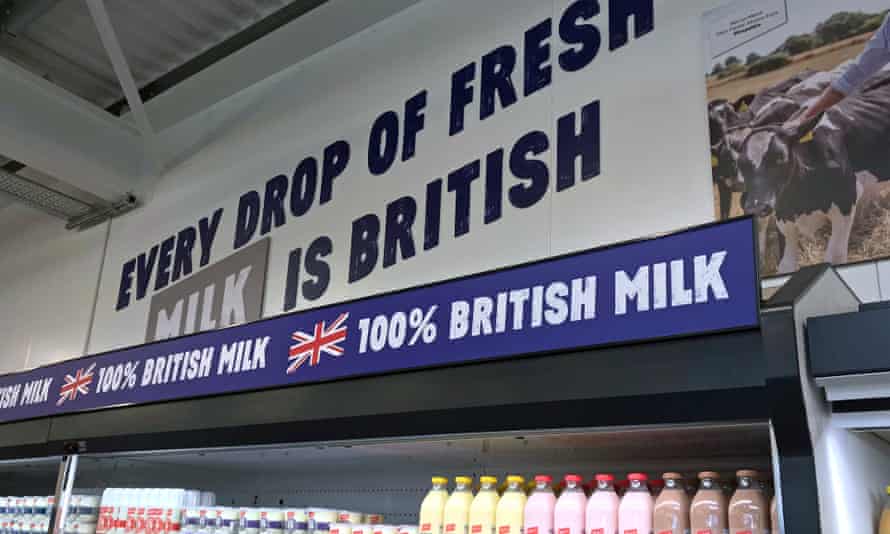 EVERY DROP OF FRESH
MILK IS BRITISH
ISH MILK 100% BRITISH MILK 100% BRITISH MILK